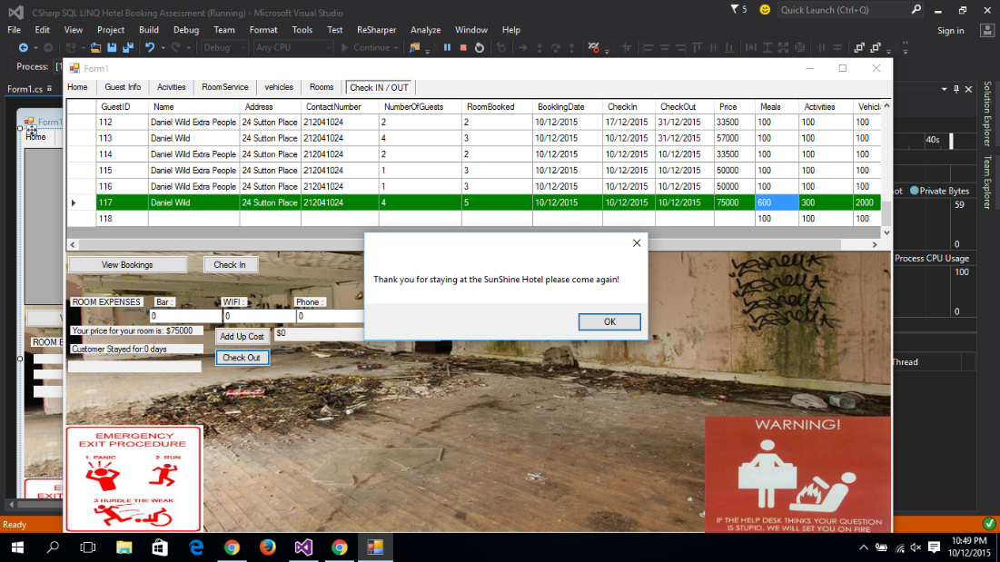 CSharp SQL LINQ Hotel Booking Assessment (Running) - Microsoft Visual Studio
5
Quick Launch (Ctrl+Q)
File Edit View Project Build Debug Team Format Tools Test ReSharper Analyze Window Help Sign in
Debug Any CPU Continue
Process: [1
Form1
Form1.cs
Home Guest Info Acivities RoomService vehicles Rooms Check IN / OUT
GuestID Name Address ContactNumber NumberOfGuests RoomBooked BookIingDate CheckIn CheckOut Price Meals Activities Vehicl
112 Daniel Wild Extra People 24 Sutton Place 212041024 2 2 10/12/2015 17/12/2015 31/12/2015 33500 100 100 100
113 Daniel Wild 24 Sutton Place 212041024 4 3 10/12/2015 10/12/2015 31/12/2015 57000 100 100 100
114 Daniel Wild Extra People 24 Sutton Place 212041024 2 2 10/12/2015 10/12/2015 31/12/2015 33500 100 100 100
115 Daniel Wild Extra People 24 Sutton Place 212041024 1 3 10/12/2015 10/12/2015 10/12/2015 50000 100 100 100
116 Daniel Wild Extra People 24 Sutton Place 212041024 1 3 10/12/2015 10/12/2015 10/12/2015 50000 100 100 100
117 Daniel Wild 24 Sutton Place 212041024 4 5 10/12/2015 10/12/2015 10/12/2015 75000 600 300 2000
118 100 100 100
Form1
Home
V
ROOM E
EXIT
View Bookings Check In
ROOM EXPENSES Bar : WIFI : Phone :
0 0 0
Your price for your room is: $75000
Add Up Cost $0
Customer Stayed for:0 days
Check Out
Thank you for staying at the SunShine Hotel please come again!
OK
EMERGENCY
EXIT PROCEDURE
1. PANIC 2. RUN
3 HURDLE THE WEAK
WARNING!
IF THE HELP DESK THINKS YOUR QUESTION
IS STUPID, WE WILL SET YOU ON FIRE
Solution Explorer
Team Explorer
40s
ot Private Bytes
59
0
Process CPU Usage
100
0
Thread
Ready
10:49 PM
10/12/2015